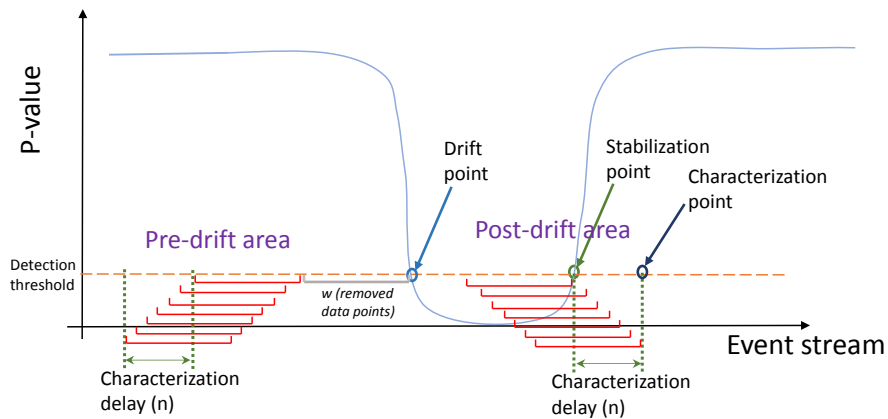 P-value
Drift
point
Stabilization
point
Characterization
point
Pre-drift area
Post-drift area
Detection
threshold
w (removed
data points)
Event stream
Characterization
delay (n)
Characterization
delay (n)